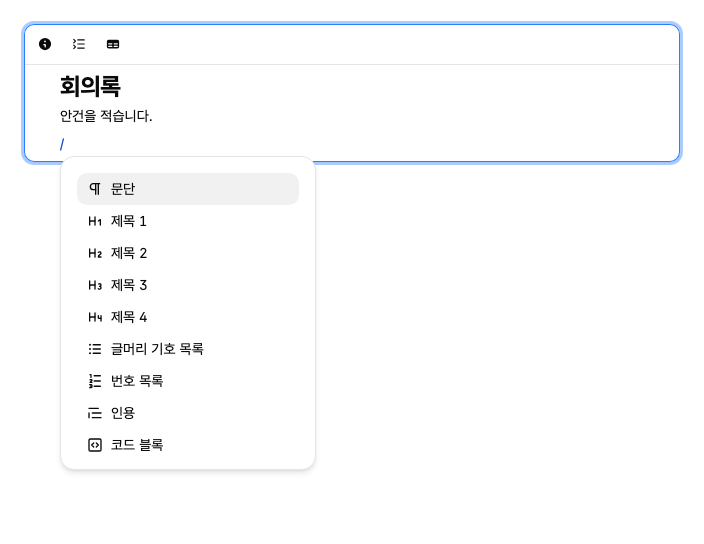 회의록
안건을 적습니다.
/
문단
H1 제목 1
H2 제목 2
H3 제목 3
H4 제목 4
글머리 기호 목록
번호 목록
인용
코드 블록